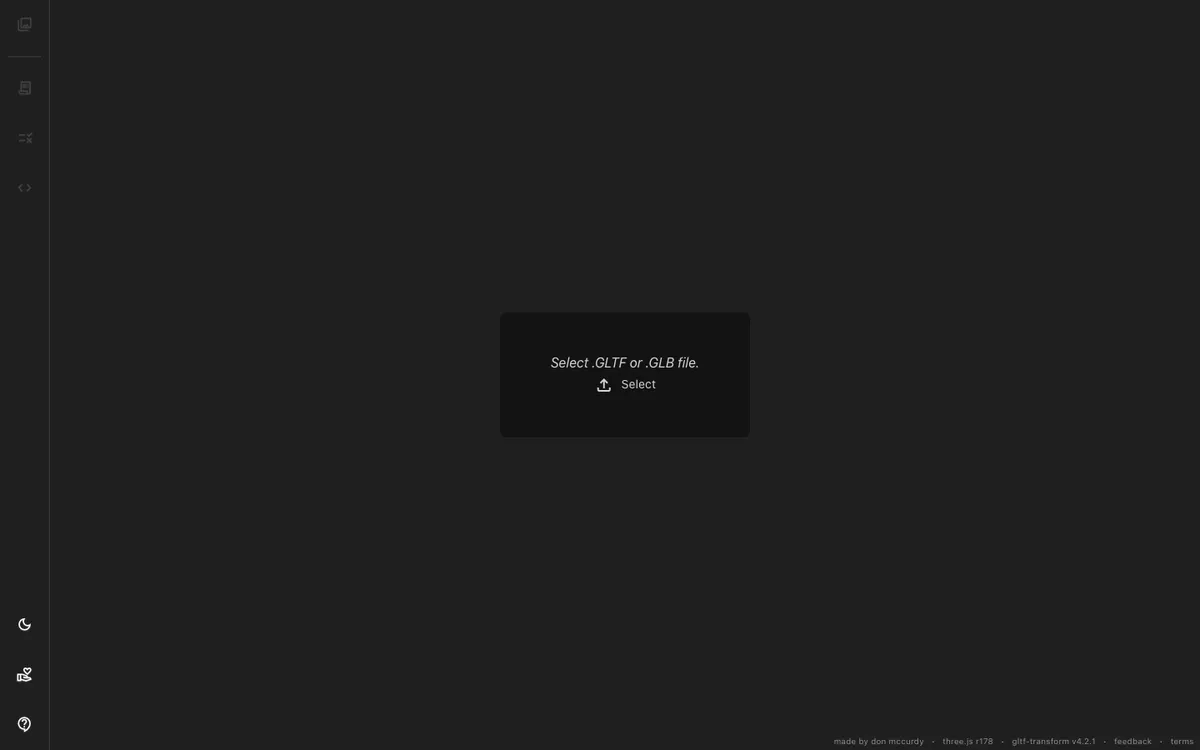 Select .GLTF or .GLB file.
Select
made by don mccurdy · three.js r178 · gltf-transform v4.2.1 · feedback · terms